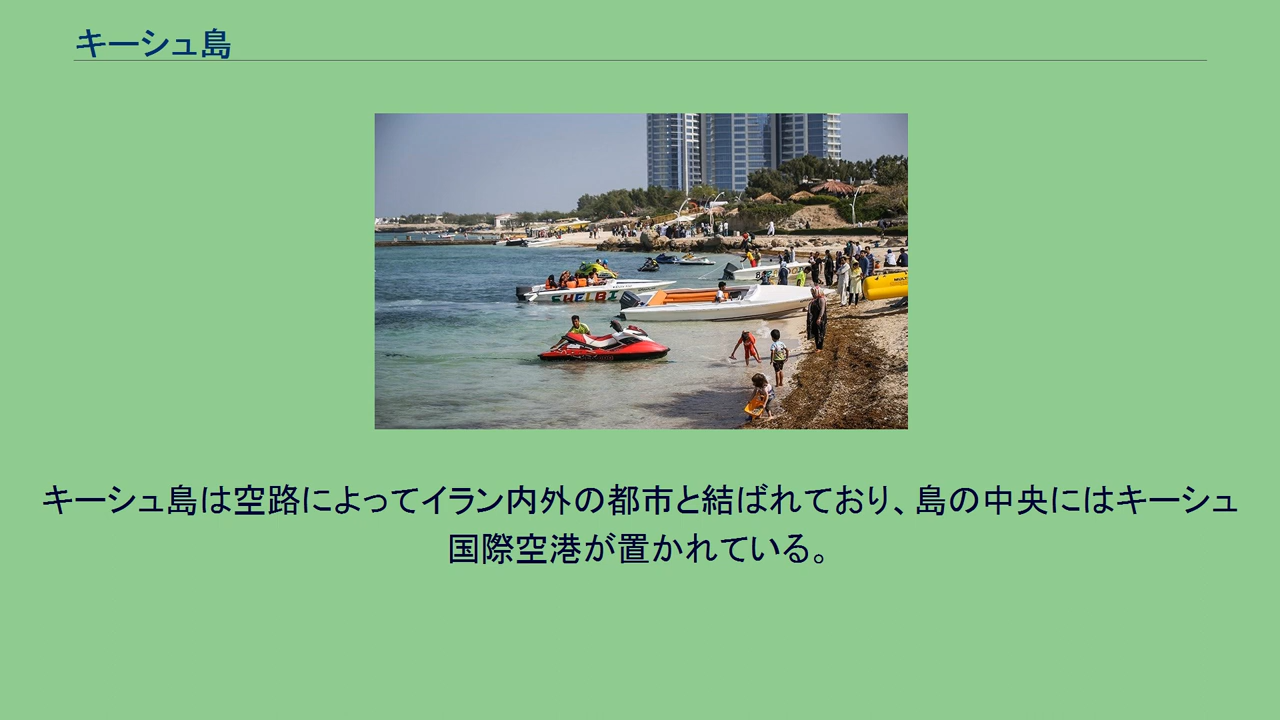 キーシュ島
SHELBI
キーシュ島は空路によってイラン内外の都市と結ばれており、島の中央にはキーシュ
国際空港が置かれている。